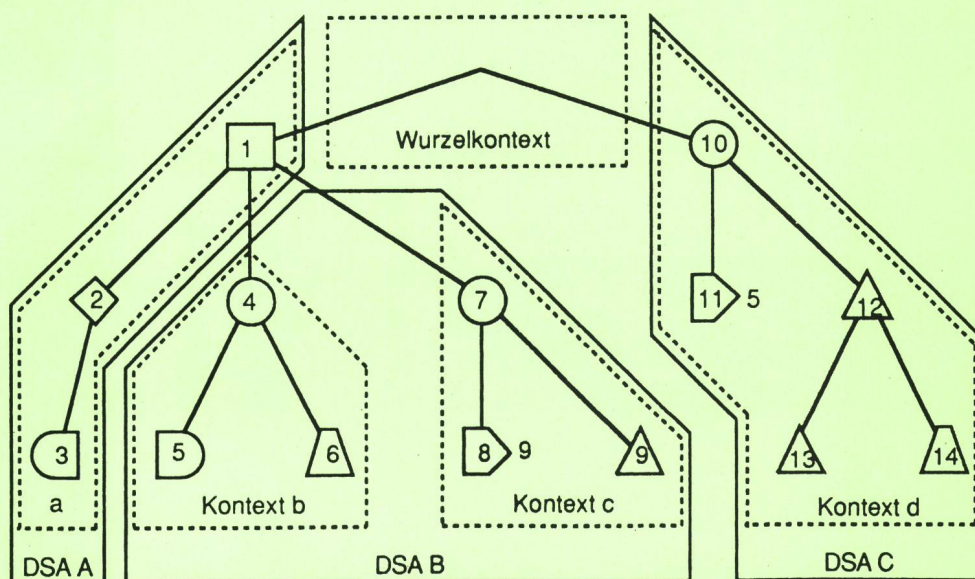 Wurzelkontext
1
10
2
4
7
11 5
12
3
5
6
8 9
9
13
14
a
Kontext b
Kontext c
Kontext d
DSA A
DSA B
DSA C